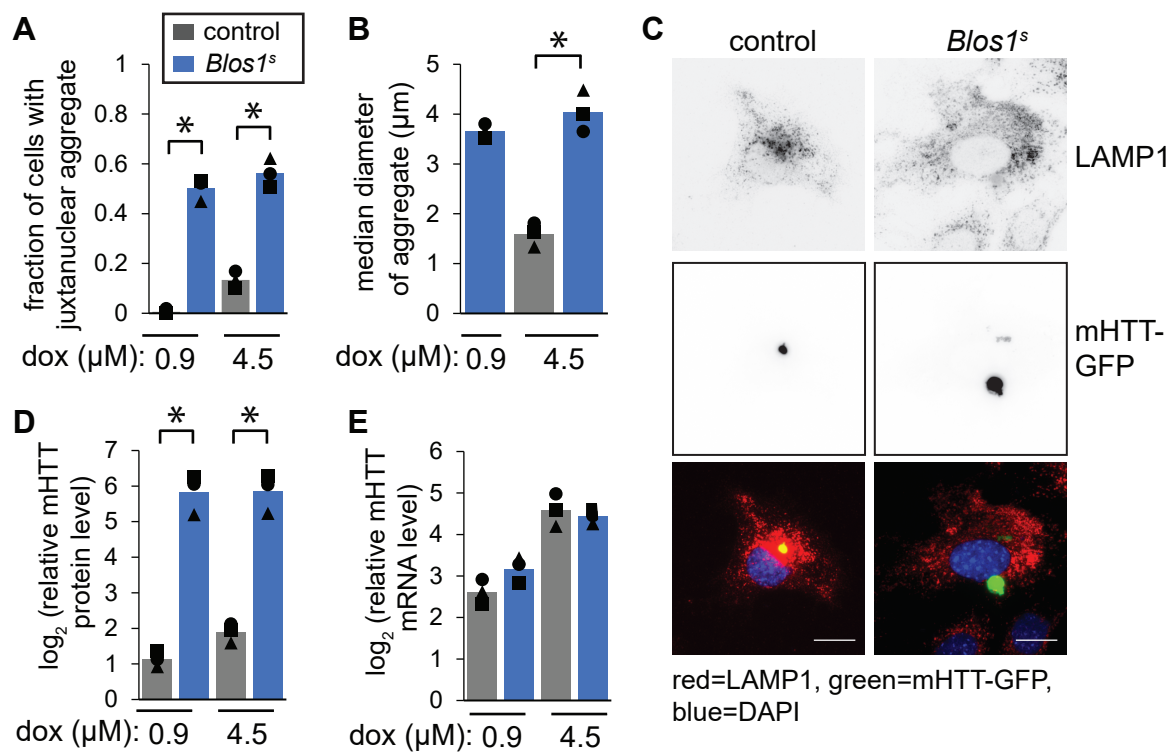 A
control
Blos1ˢ
fraction of cells with
juxtanuclear aggregate
1
0.8
0.6
0.4
0.2
0
*
*
dox (µM): 0.9 4.5
B
median diameter
of aggregate (µm)
5
4
3
2
1
0
*
dox (µM): 0.9 4.5
C
control Blos1ˢ
LAMP1
mHTT-
GFP
red=LAMP1, green=mHTT-GFP,
blue=DAPI
D
log₂ (relative mHTT
protein level)
7
6
5
4
3
2
1
0
*
*
dox (µM): 0.9 4.5
E
log₂ (relative mHTT
mRNA level)
6
5
4
3
2
1
0
dox (µM): 0.9 4.5